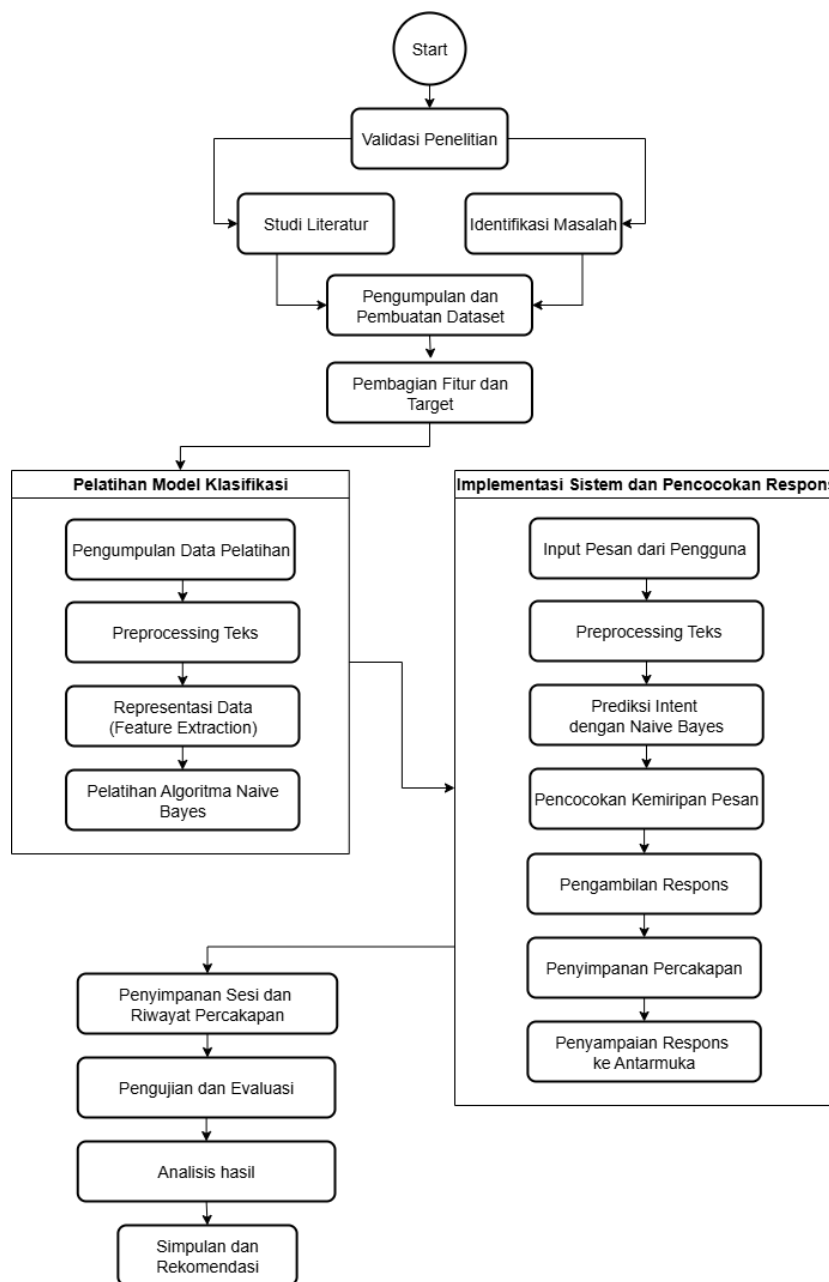 Start
Validasi Penelitian
Studi Literatur
Identifikasi Masalah
Pengumpulan dan
Pembuatan Dataset
Pembagian Fitur dan
Target
Pelatihan Model Klasifikasi
Pengumpulan Data Pelatihan
Preprocessing Teks
Representasi Data
(Feature Extraction)
Pelatihan Algoritma Naive
Bayes
Implementasi Sistem dan Pencocokan Respons
Input Pesan dari Pengguna
Preprocessing Teks
Prediksi Intent
dengan Naive Bayes
Pencocokan Kemiripan Pesan
Pengambilan Respons
Penyimpanan Percakapan
Penyampaian Respons
ke Antarmuka
Penyimpanan Sesi dan
Riwayat Percakapan
Pengujian dan Evaluasi
Analisis hasil
Simpulan dan
Rekomendasi